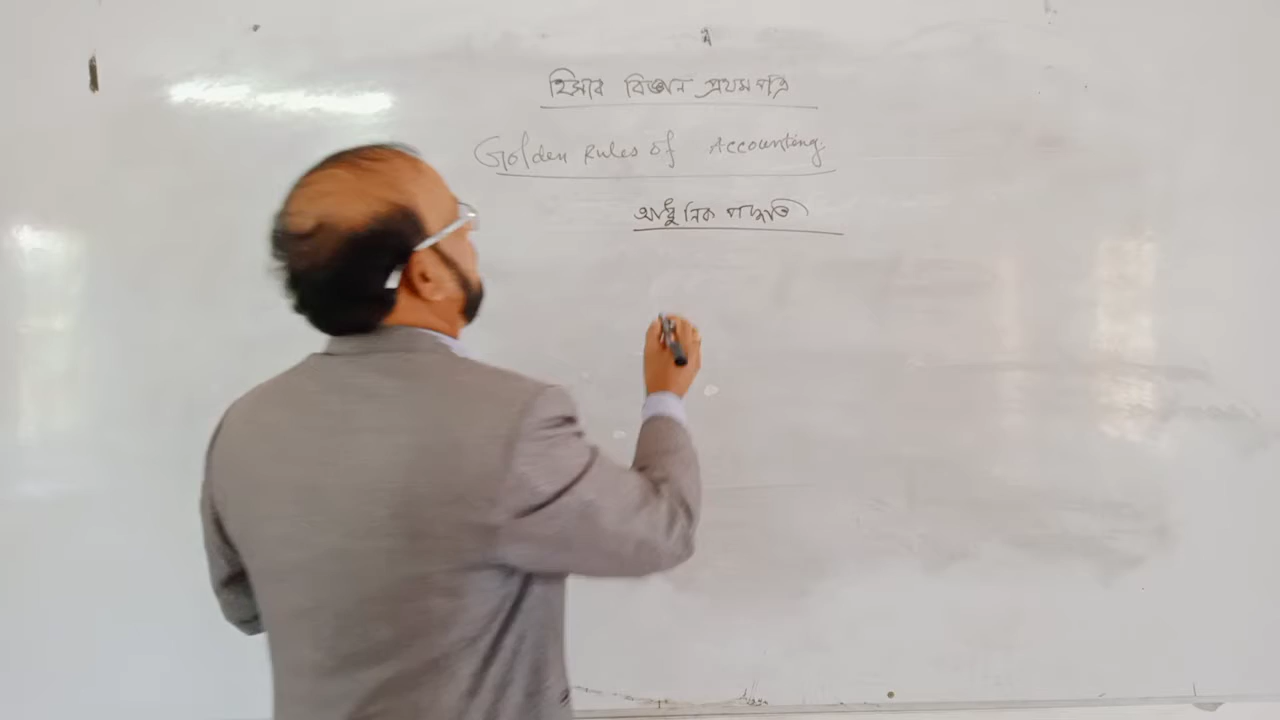 হিসাব বিজ্ঞান প্রথম পত্র
Golden Rules of Accounting.
আধুনিক পদ্ধতি